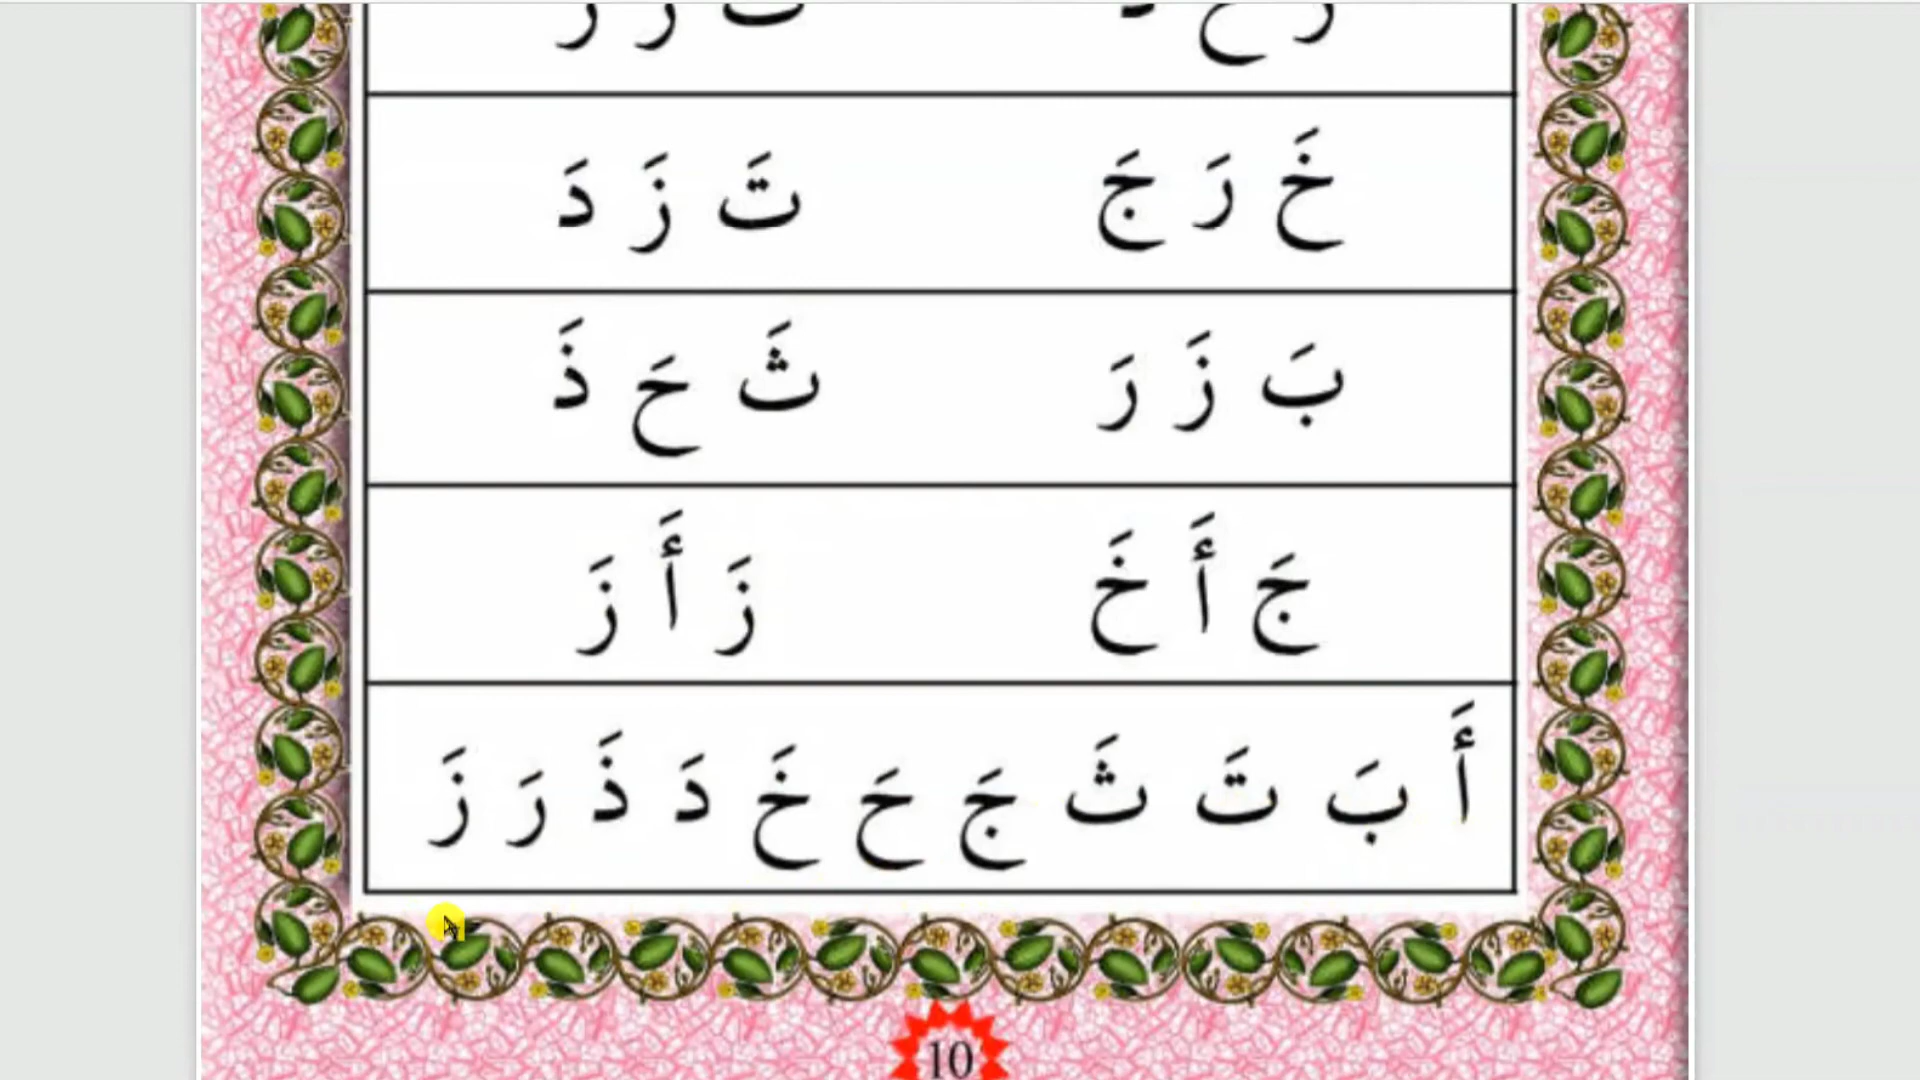 خَ رَ جَ تَ زَ دَ
بَ زَ رَ ثَ حَ ذَ
جَ أَ خَ زَ أَ زَ
أَ بَ تَ ثَ جَ حَ خَ دَ ذَ رَ زَ
10